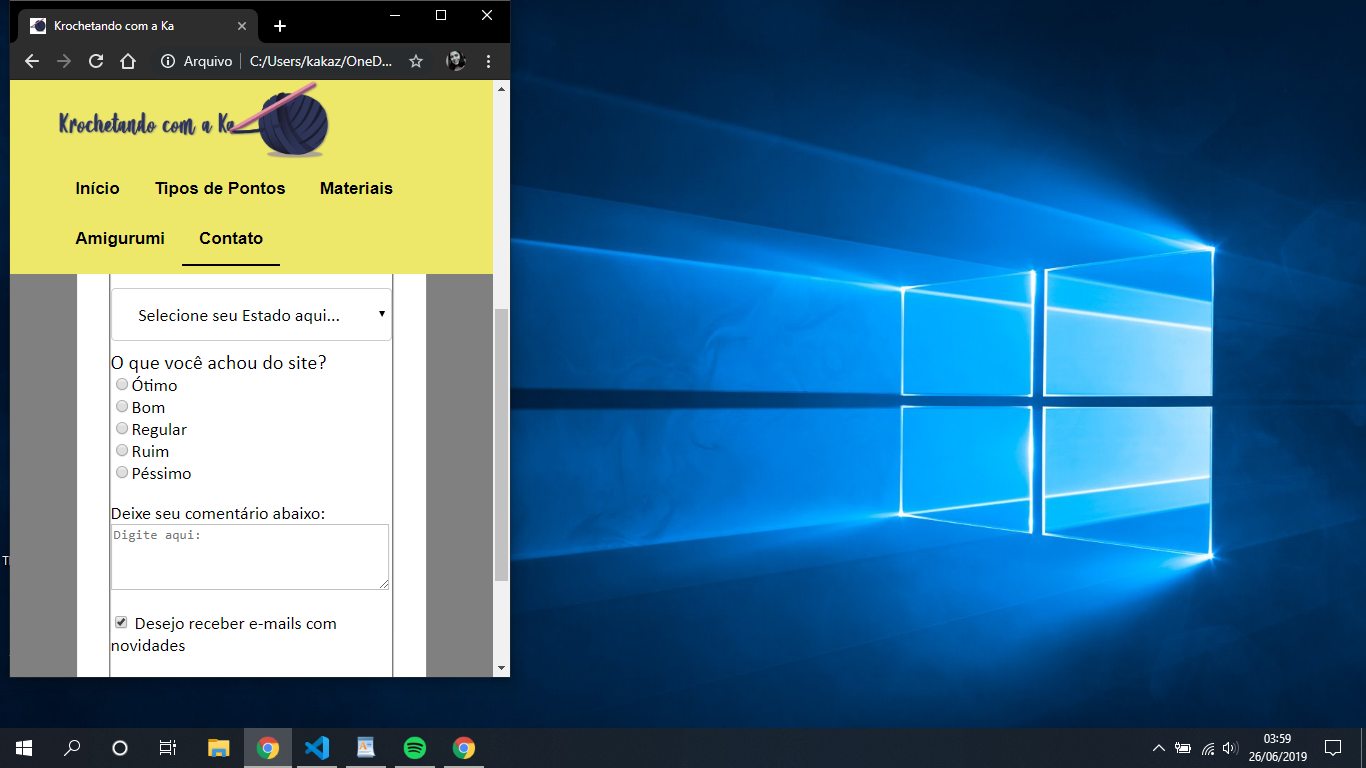 Krochetando com a Ka
Arquivo
C:/Users/kakaz/OneD...
Krochetando com a Ka
Início Tipos de Pontos Materiais
Amigurumi Contato
Selecione seu Estado aqui...
O que você achou do site?
Ótimo
Bom
Regular
Ruim
Péssimo
Deixe seu comentário abaixo:
Digite aqui:
Desejo receber e-mails com
novidades
03:59
26/06/2019